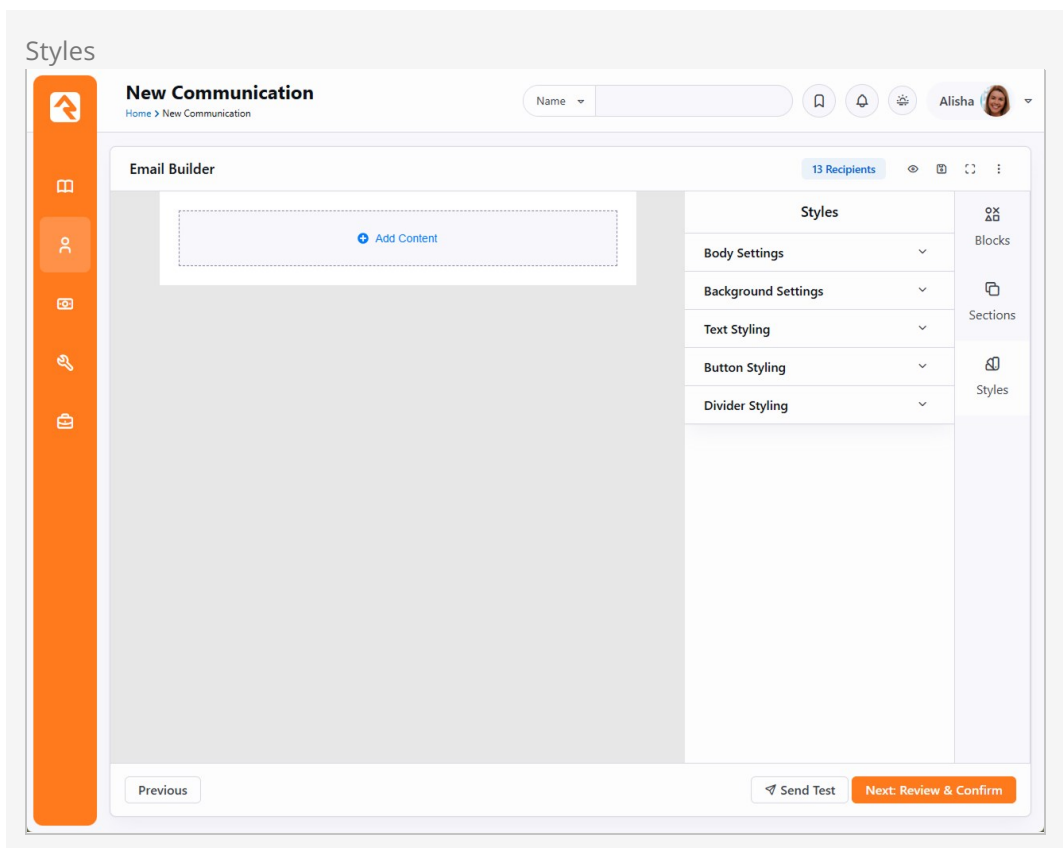 Styles
New Communication
Home > New Communication
Name
Alisha
Email Builder
13 Recipients
Add Content
Styles
Body Settings
Background Settings
Text Styling
Button Styling
Divider Styling
Blocks
Sections
Styles
Previous
Send Test
Next: Review & Confirm